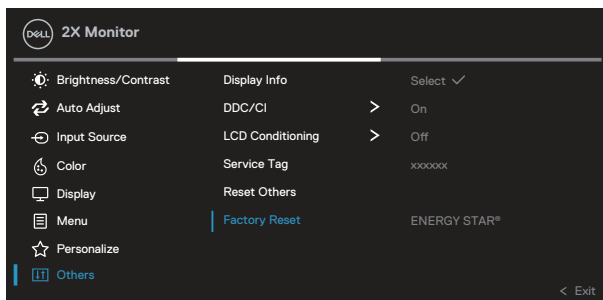 DELL 2X Monitor
Brightness/Contrast Display Info Select ✓
Auto Adjust DDC/CI > On
Input Source LCD Conditioning > Off
Color Service Tag xxxxxx
Display Reset Others
Menu Factory Reset ENERGY STAR®
Personalize
Others
< Exit